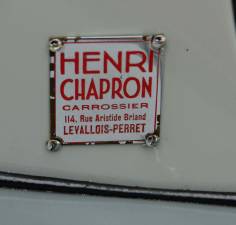 HENRI
CHAPRON
CARROSSIER
114, Rue Aristide Briand
LEVALLOIS-PERRET